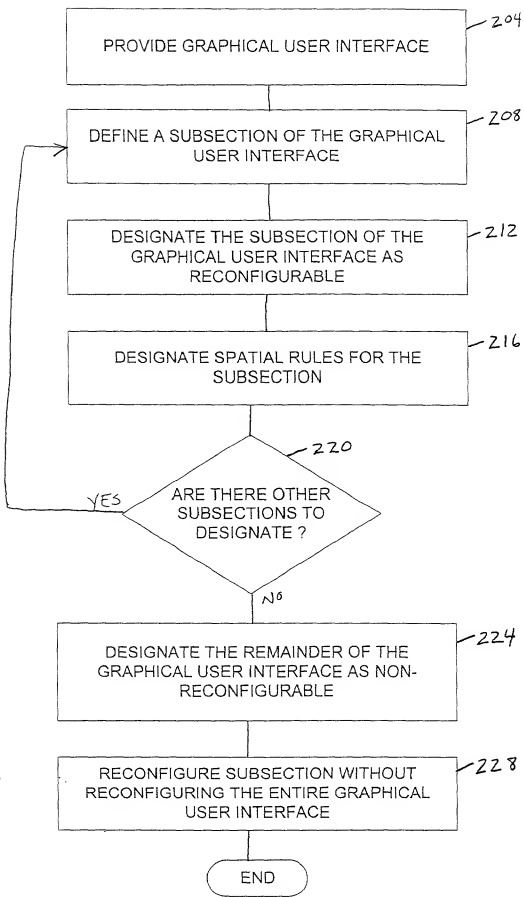 PROVIDE GRAPHICAL USER INTERFACE
204
DEFINE A SUBSECTION OF THE GRAPHICAL
USER INTERFACE
208
DESIGNATE THE SUBSECTION OF THE
GRAPHICAL USER INTERFACE AS
RECONFIGURABLE
212
DESIGNATE SPATIAL RULES FOR THE
SUBSECTION
216
220
YES
ARE THERE OTHER
SUBSECTIONS TO
DESIGNATE ?
NO
DESIGNATE THE REMAINDER OF THE
GRAPHICAL USER INTERFACE AS NON-
RECONFIGURABLE
224
RECONFIGURE SUBSECTION WITHOUT
RECONFIGURING THE ENTIRE GRAPHICAL
USER INTERFACE
228
END